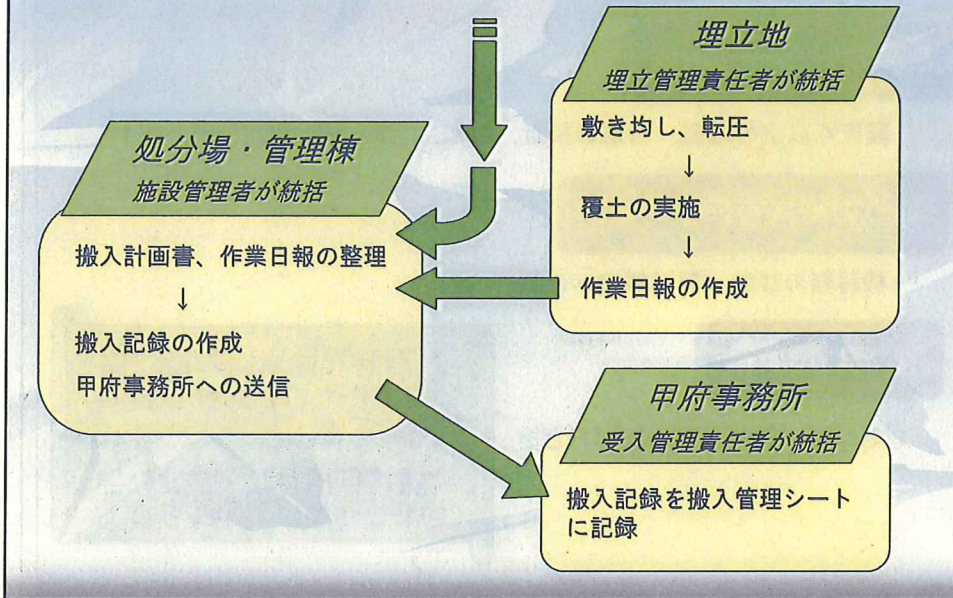 埋立地
埋立管理責任者が統括
敷き均し、転圧
↓
覆土の実施
↓
作業日報の作成
処分場・管理棟
施設管理者が統括
搬入計画書、作業日報の整理
↓
搬入記録の作成
甲府事務所への送信
甲府事務所
受入管理責任者が統括
搬入記録を搬入管理シート
に記録